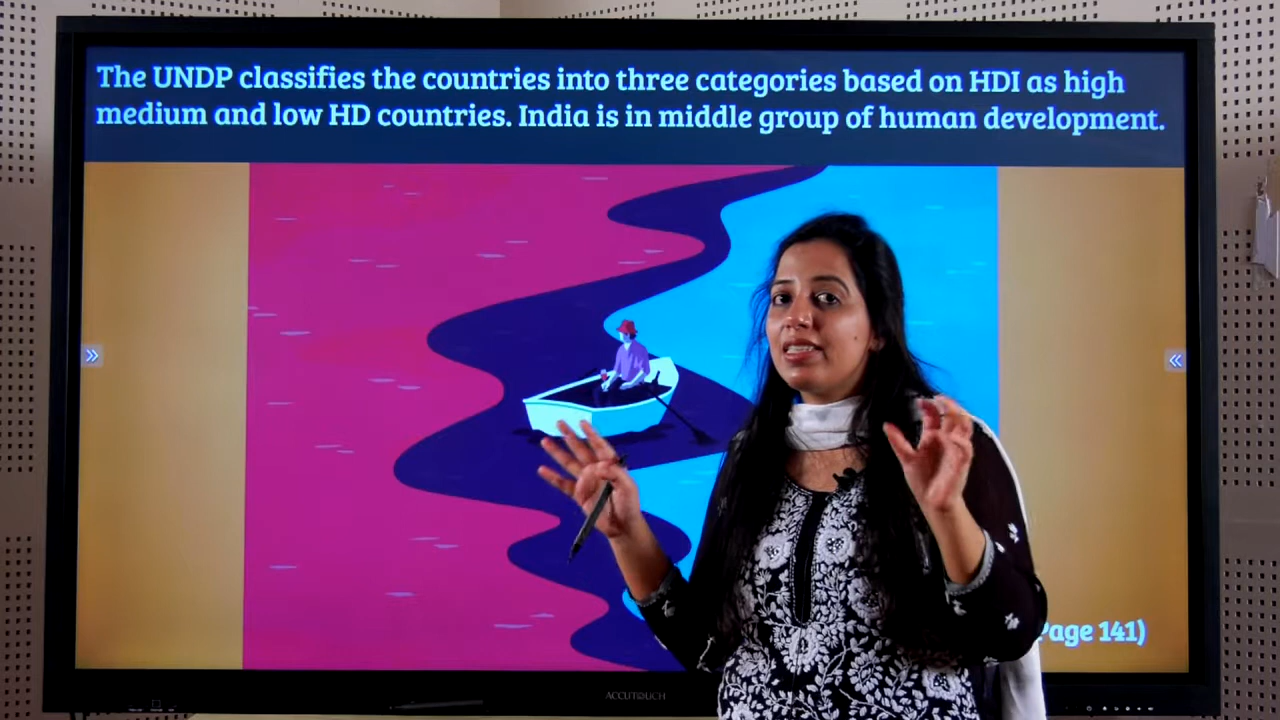 The UNDP classifies the countries into three categories based on HDI as high
medium and low HD countries. India is in middle group of human development.
Page 141)
ACCUTOUCH